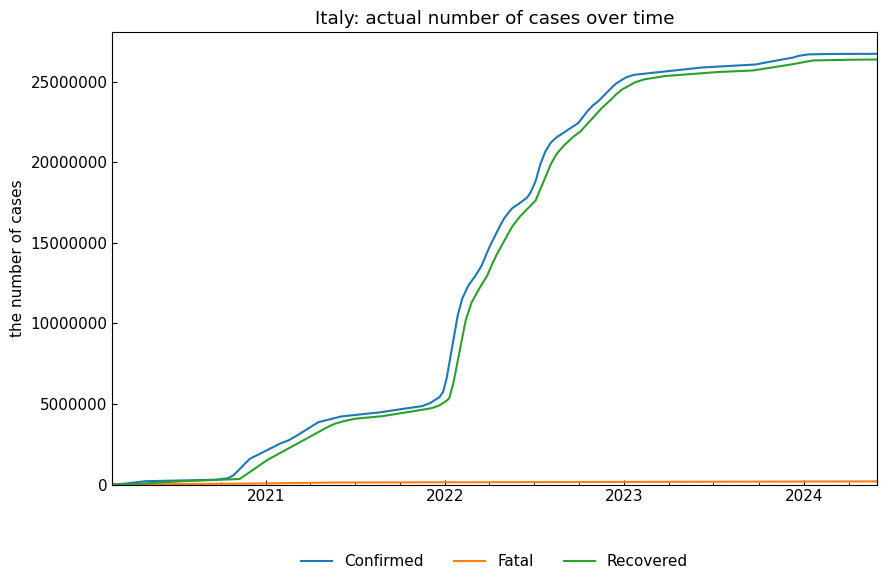 Italy: actual number of cases over time
the number of cases
25000000
20000000
15000000
10000000
5000000
0
2021 2022 2023 2024
Confirmed Fatal Recovered